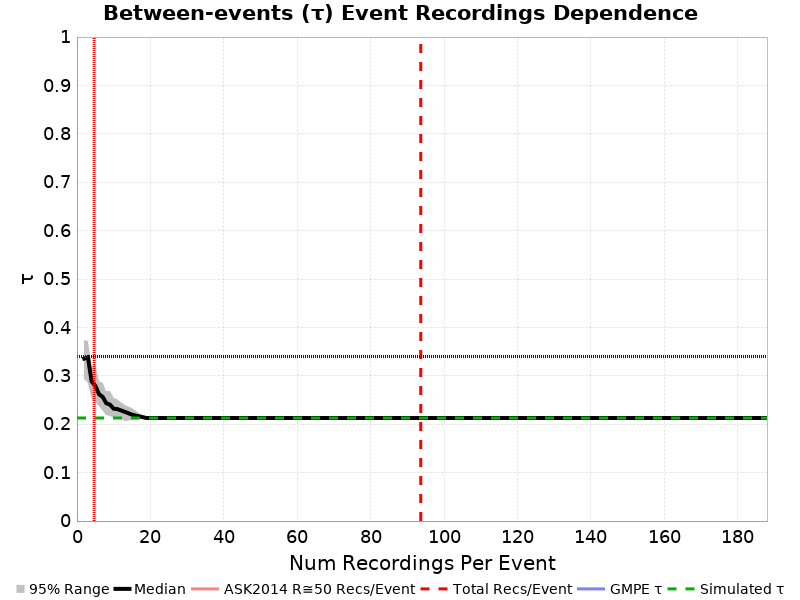 Between-events (τ) Event Recordings Dependence
1
0.9
0.8
0.7
0.6
0.5
0.4
0.3
0.2
0.1
0
τ
0 20 40 60 80 100 120 140 160 180
Num Recordings Per Event
95% Range Median ASK2014 R≅50 Recs/Event Total Recs/Event GMPE τ Simulated τ